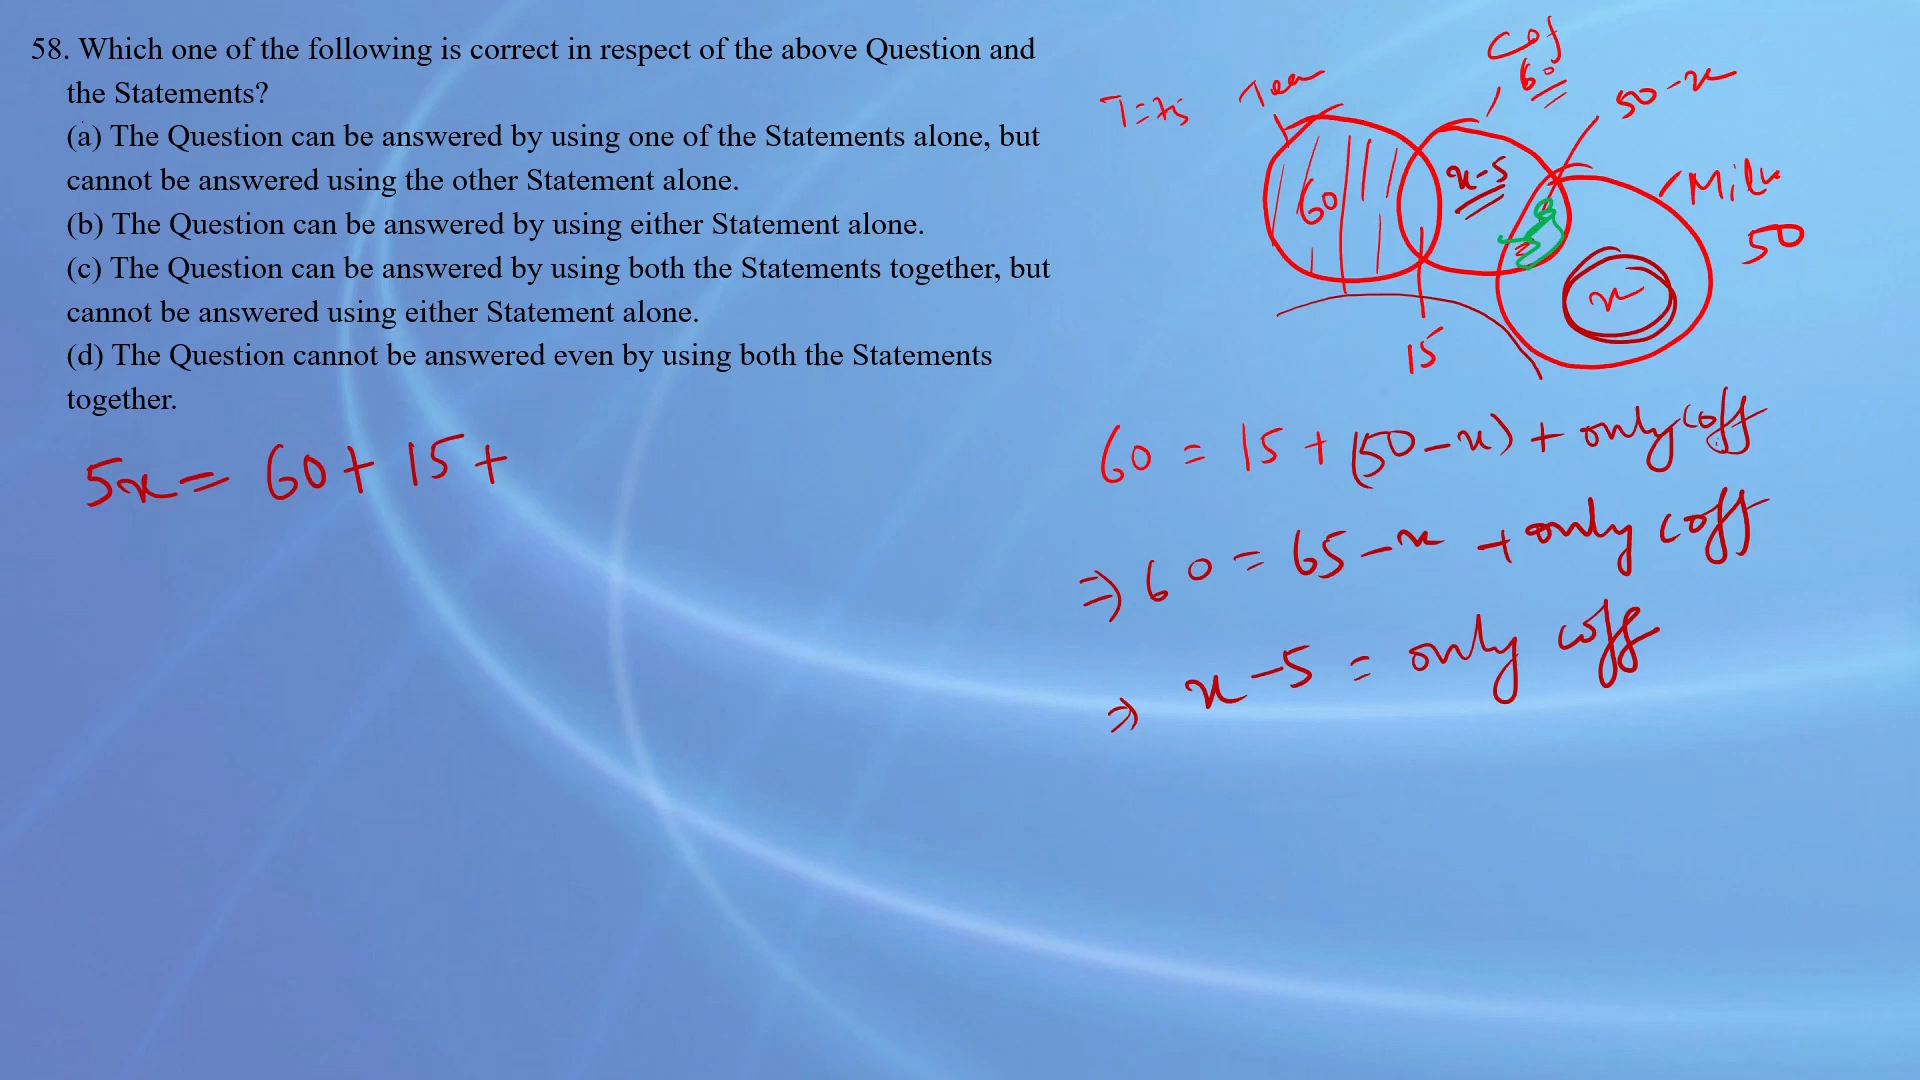 58. Which one of the following is correct in respect of the above Question and
the Statements?
(a) The Question can be answered by using one of the Statements alone, but
cannot be answered using the other Statement alone.
(b) The Question can be answered by using either Statement alone.
(c) The Question can be answered by using both the Statements together, but
cannot be answered using either Statement alone.
(d) The Question cannot be answered even by using both the Statements
together.
5x = 60 + 15 +
T = 75
Tea
Cof
60
50 - x
Milk
50
60
x-5
x
15
60 = 15 + (50 - x) + only coff
⇒ 60 = 65 - x + only coff
⇒ x - 5 = only coff